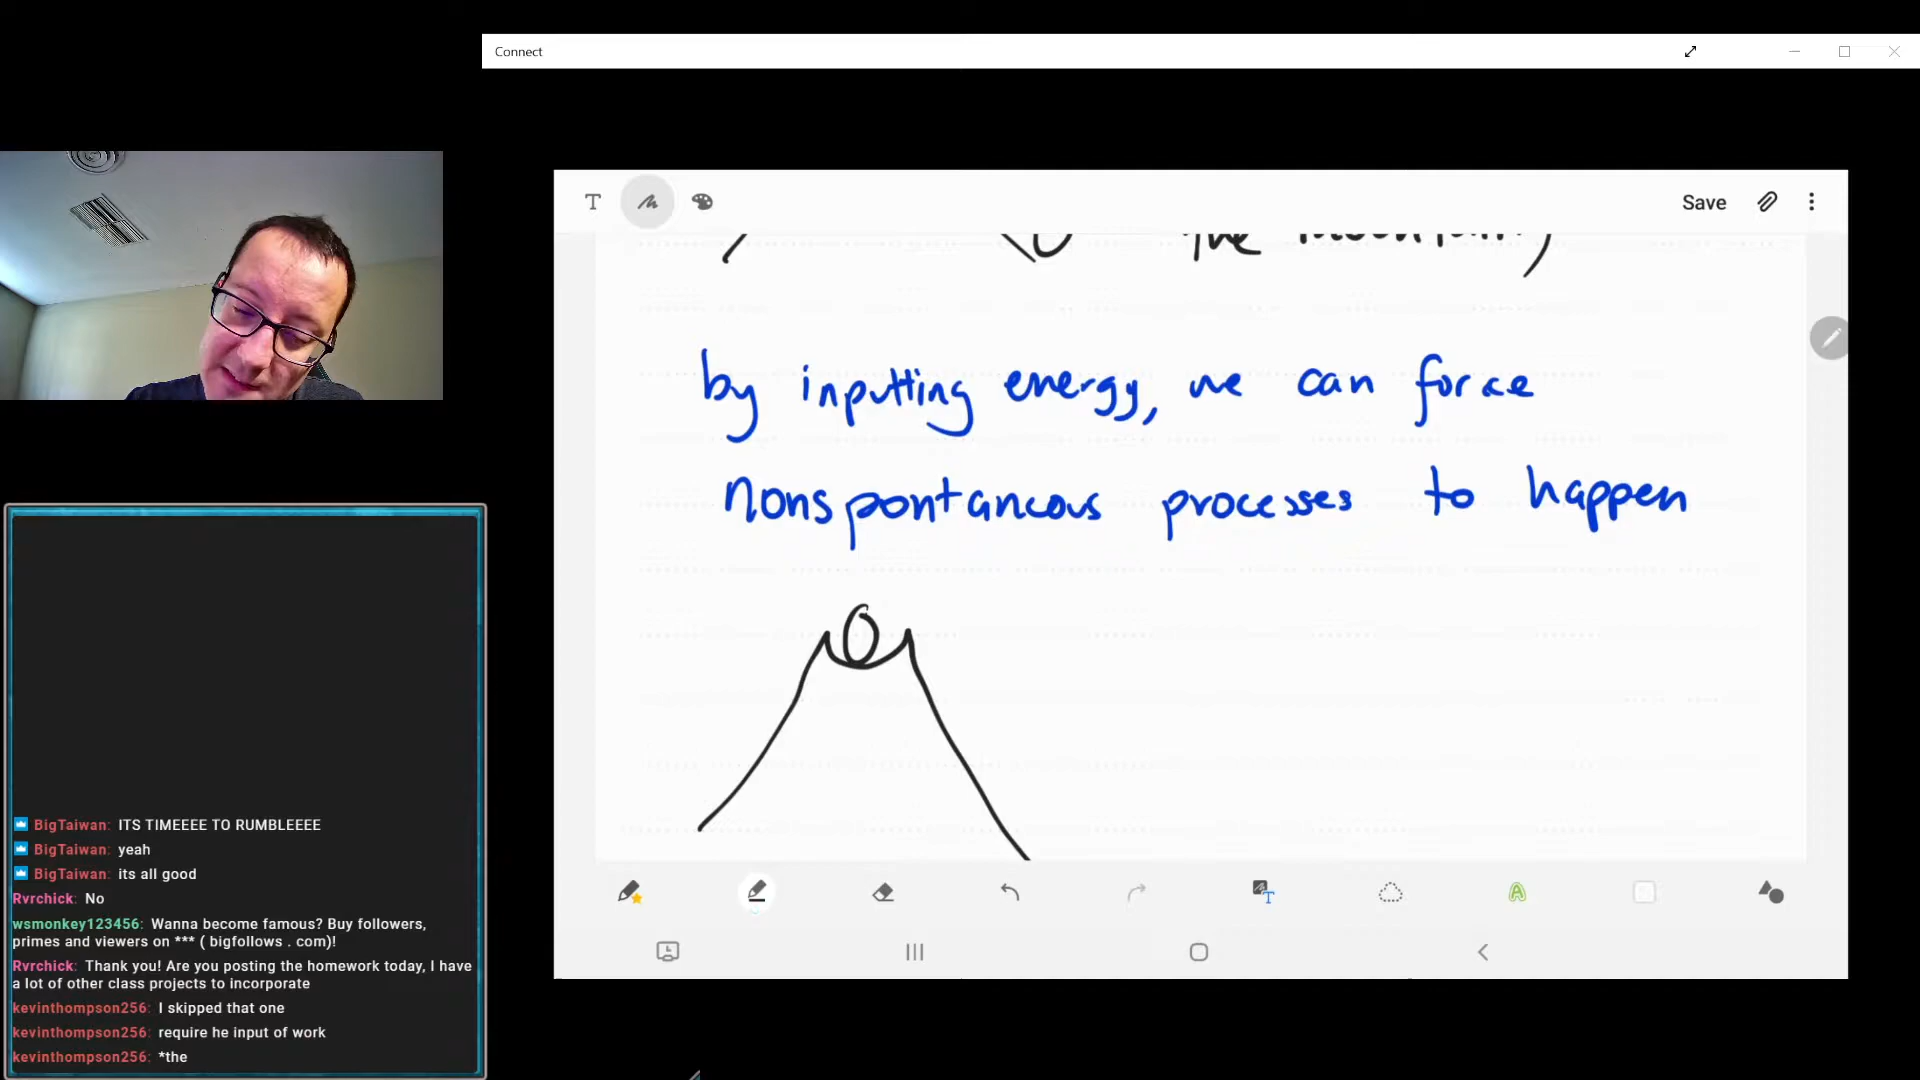 Connect
T
Save
the mountain)
by inputting energy, we can force
nonspontaneous processes to happen
BigTaiwan: ITS TIMEEEE TO RUMBLEEEE
BigTaiwan: yeah
BigTaiwan: its all good
Rvrchick: No
wsmonkey123456: Wanna become famous? Buy followers,
primes and viewers on *** ( bigfollows . com)!
Rvrchick: Thank you! Are you posting the homework today, I have
a lot of other class projects to incorporate
kevinthompson256: I skipped that one
kevinthompson256: require he input of work
kevinthompson256: *the